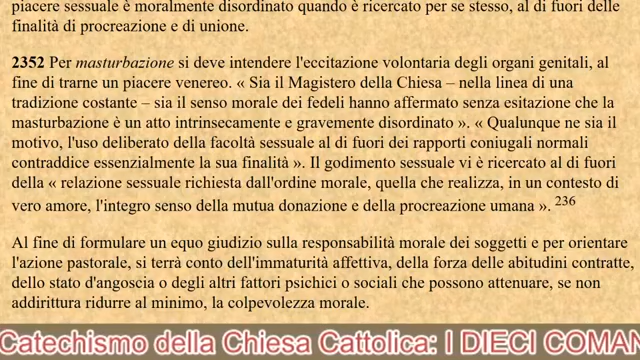 piacere sessuale è moralmente disordinato quando è ricercato per se stesso, al di fuori delle
finalità di procreazione e di unione.
2352 Per masturbazione si deve intendere l'eccitazione volontaria degli organi genitali, al
fine di trarne un piacere venereo. « Sia il Magistero della Chiesa – nella linea di una
tradizione costante – sia il senso morale dei fedeli hanno affermato senza esitazione che la
masturbazione è un atto intrinsecamente e gravemente disordinato ». « Qualunque ne sia il
motivo, l'uso deliberato della facoltà sessuale al di fuori dei rapporti coniugali normali
contraddice essenzialmente la sua finalità ». Il godimento sessuale vi è ricercato al di fuori
della « relazione sessuale richiesta dall'ordine morale, quella che realizza, in un contesto di
vero amore, l'integro senso della mutua donazione e della procreazione umana ». 236
Al fine di formulare un equo giudizio sulla responsabilità morale dei soggetti e per orientare
l'azione pastorale, si terrà conto dell'immaturità affettiva, della forza delle abitudini contratte,
dello stato d'angoscia o degli altri fattori psichici o sociali che possono attenuare, se non
addirittura ridurre al minimo, la colpevolezza morale.
Catechismo della Chiesa Cattolica: I DIECI COMAN